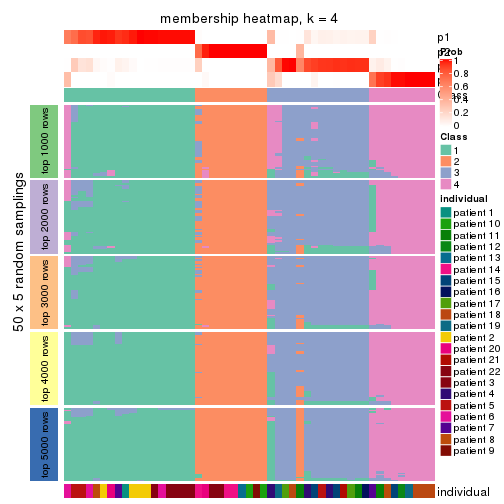 membership heatmap, k = 4
p1
p2
Prob
1
0.8
0.6
0.4
0.2
0
Class
1
2
3
4
individual
patient 1
patient 10
patient 11
patient 12
patient 13
patient 14
patient 15
patient 16
patient 17
patient 18
patient 19
patient 2
patient 20
patient 21
patient 22
patient 3
patient 4
patient 5
patient 6
patient 7
patient 8
patient 9
50 x 5 random samplings
top 1000 rows
top 2000 rows
top 3000 rows
top 4000 rows
top 5000 rows
individual